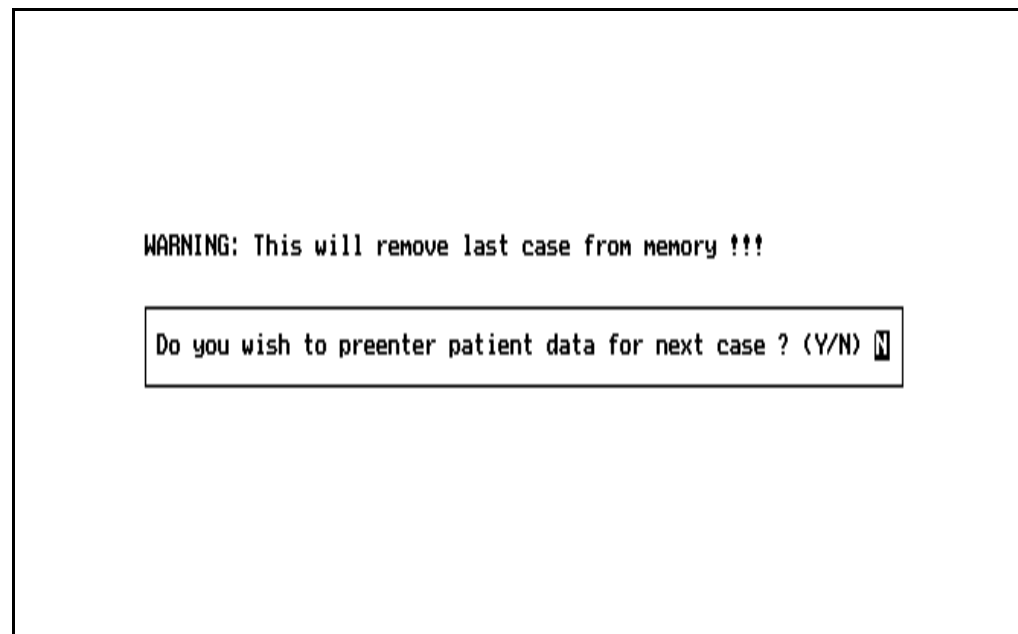 WARNING: This will remove last case from memory !!!
Do you wish to preenter patient data for next case ? (Y/N) N